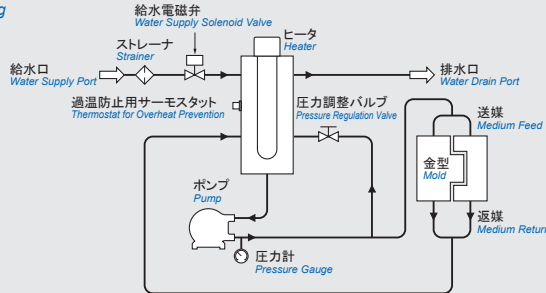 給水電磁弁
Water Supply Solenoid Valve
ストレーナ
Strainer
ヒータ
Heater
給水口
Water Supply Port
排水口
Water Drain Port
過温防止用サーモスタット
Thermostat for Overheat Prevention
圧力調整バルブ
Pressure Regulation Valve
送媒
Medium Feed
金型
Mold
ポンプ
Pump
返媒
Medium Return
圧力計
Pressure Gauge